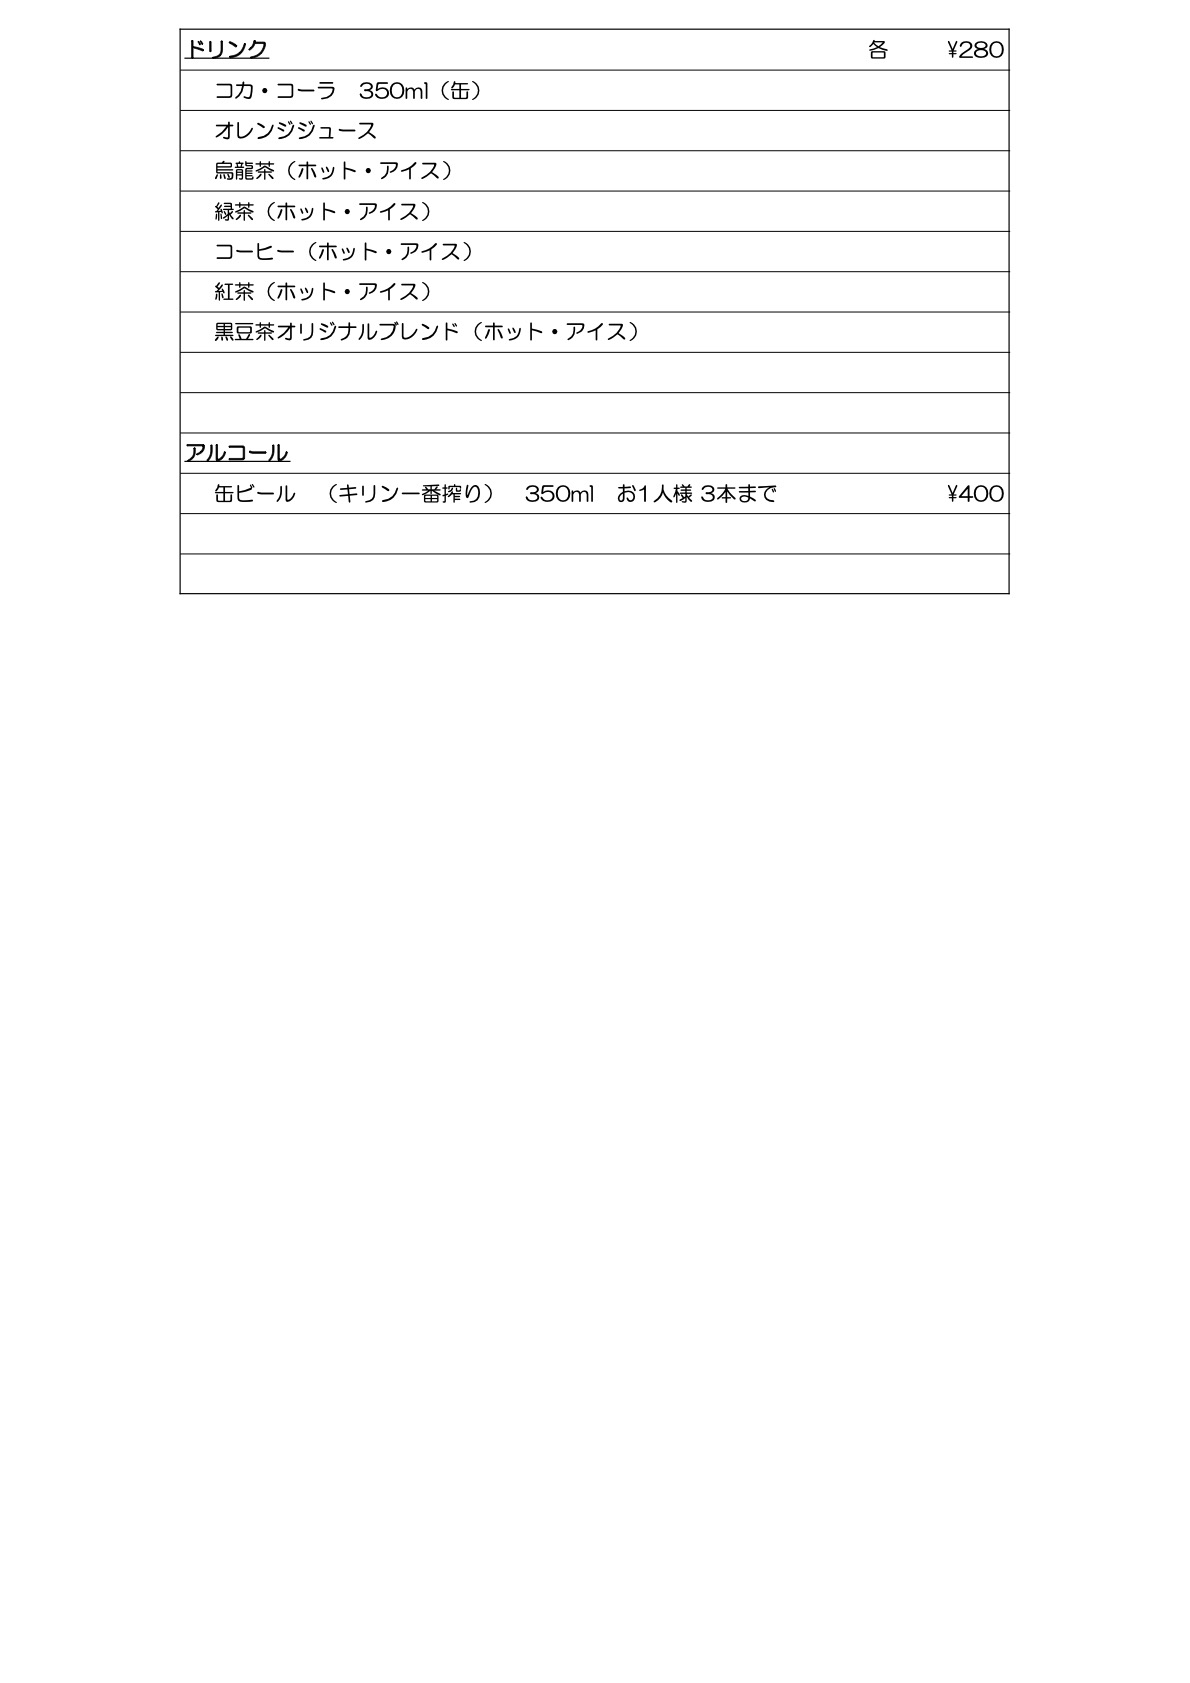 ドリンク 各 ¥280
コカ・コーラ　350ml（缶）
オレンジジュース
烏龍茶（ホット・アイス）
緑茶（ホット・アイス）
コーヒー（ホット・アイス）
紅茶（ホット・アイス）
黒豆茶オリジナルブレンド（ホット・アイス）
アルコール
缶ビール　（キリン一番搾り）　350ml　お1人様 3本まで ¥400